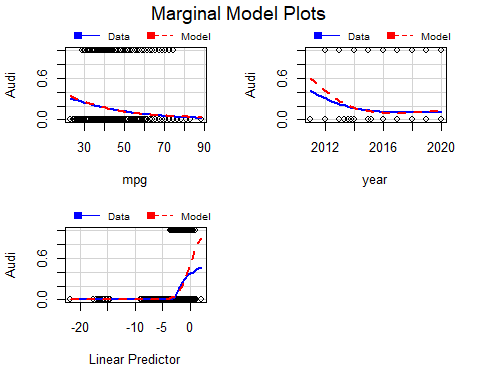 Marginal Model Plots
Data Model
Audi
0.0 0.6
30 50 70 90
mpg
Data Model
Audi
0.0 0.6
2012 2016 2020
year
Data Model
Audi
0.0 0.6
-20 -10 -5 0
Linear Predictor